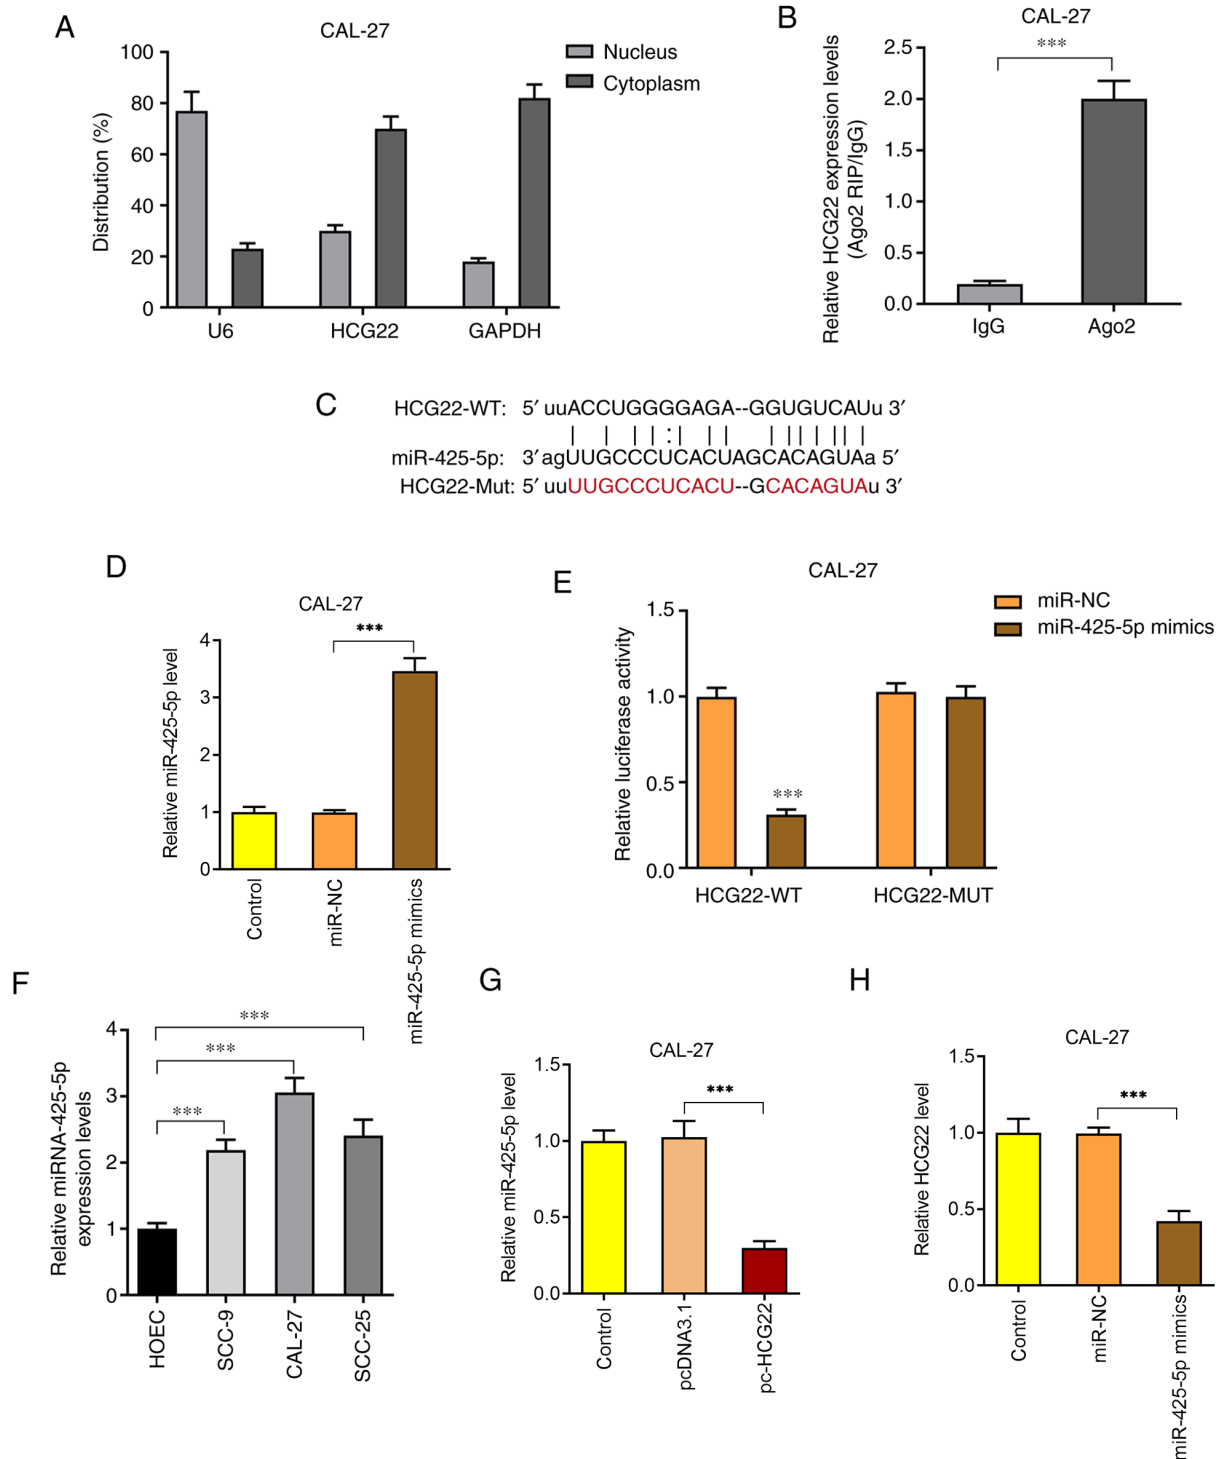 A
CAL-27
Nucleus
Cytoplasm
Distribution (%)
100
80
60
40
20
0
U6
HCG22
GAPDH
B
CAL-27
***
Relative HCG22 expression levels
(Ago2 RIP/IgG)
2.5
2.0
1.5
1.0
0.5
0.0
IgG
Ago2
C
HCG22-WT: 5′ uuACCUGGGGAGA--GGUGUCAUu 3′
miR-425-5p: 3′agUUGCCCUCACUAGCACAGUAa 5′
HCG22-Mut: 5′ uuUUGCCCUCACU--GCACAGUAu 3′
D
CAL-27
***
Relative miR-425-5p level
4
3
2
1
0
Control
miR-NC
miR-425-5p mimics
E
CAL-27
miR-NC
miR-425-5p mimics
Relative luciferase activity
1.5
1.0
0.5
0.0
***
HCG22-WT
HCG22-MUT
F
***
***
***
Relative miRNA-425-5p
expression levels
4
3
2
1
0
HOEC
SCC-9
CAL-27
SCC-25
G
CAL-27
***
Relative miR-425-5p level
1.5
1.0
0.5
0.0
Control
pcDNA3.1
pc-HCG22
H
CAL-27
***
Relative HCG22 level
1.5
1.0
0.5
0.0
Control
miR-NC
miR-425-5p mimics